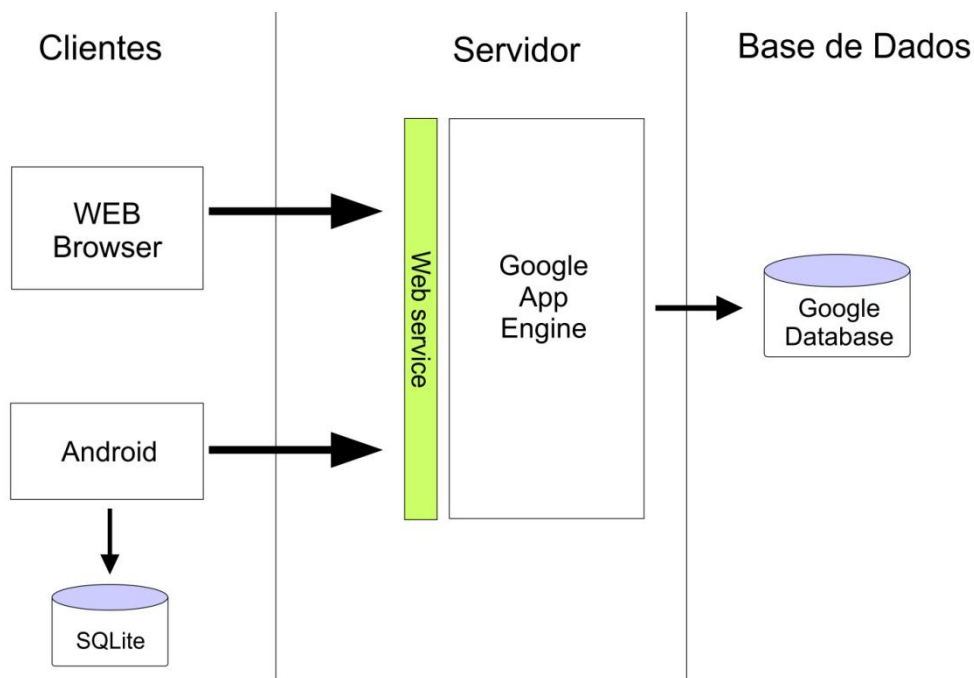 Clientes
Servidor
Base de Dados
WEB
Browser
Web service
Google
App
Engine
Google
Database
Android
SQLite